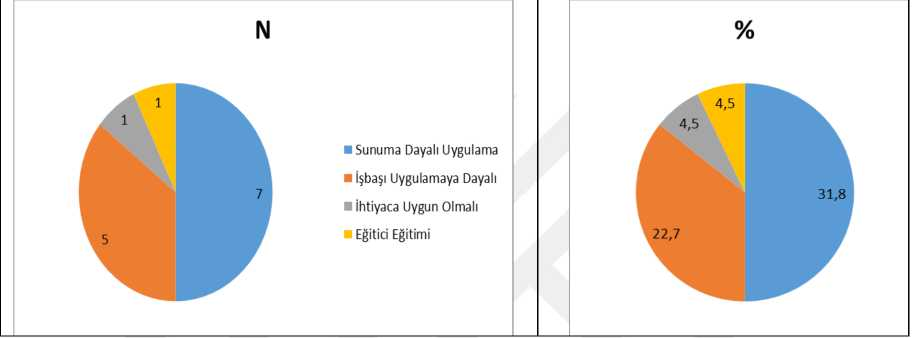 N
1
1
5
7
Sunuma Dayalı Uygulama
İşbaşı Uygulamaya Dayalı
İhtiyaca Uygun Olmalı
Eğitici Eğitimi
%
4,5
4,5
22,7
31,8